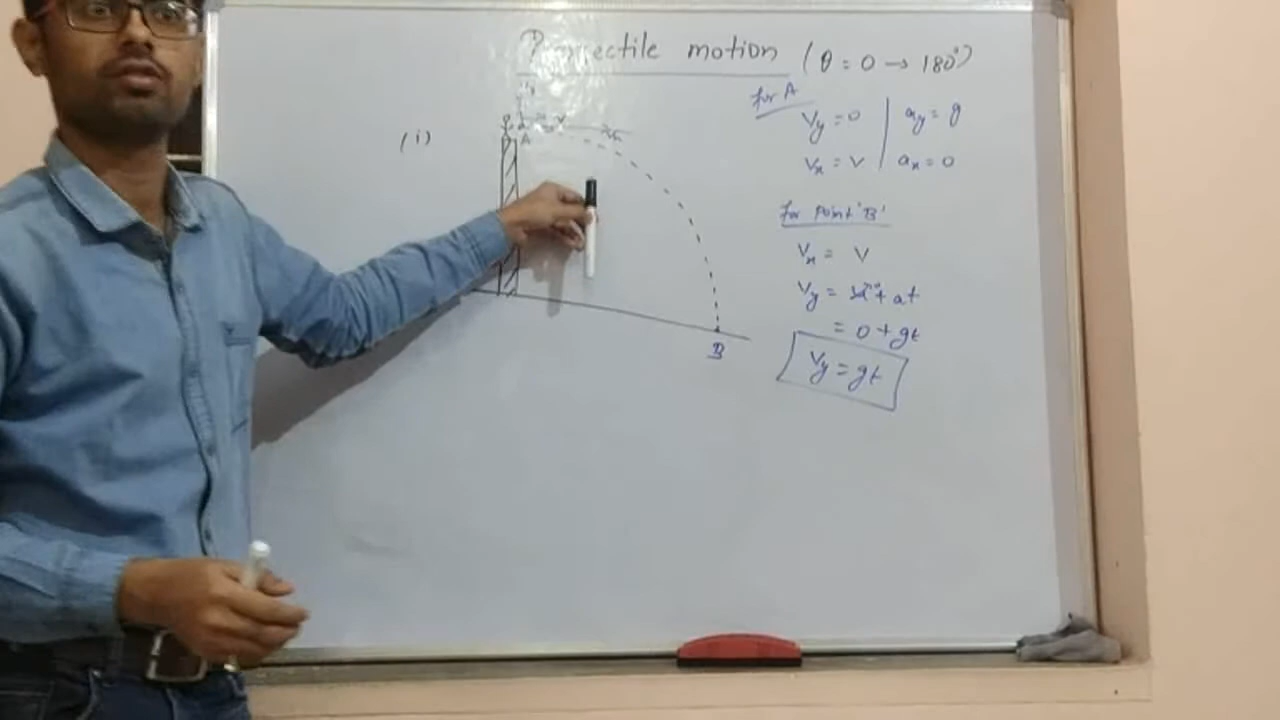 Projectile motion (θ = 0 → 180°)
for A
Vy = 0 | ay = g
Vx = V | ax = 0
(i)
A
for Point 'B'
Vx = V
Vy = + at
= 0 + gt
Vy = gt
B